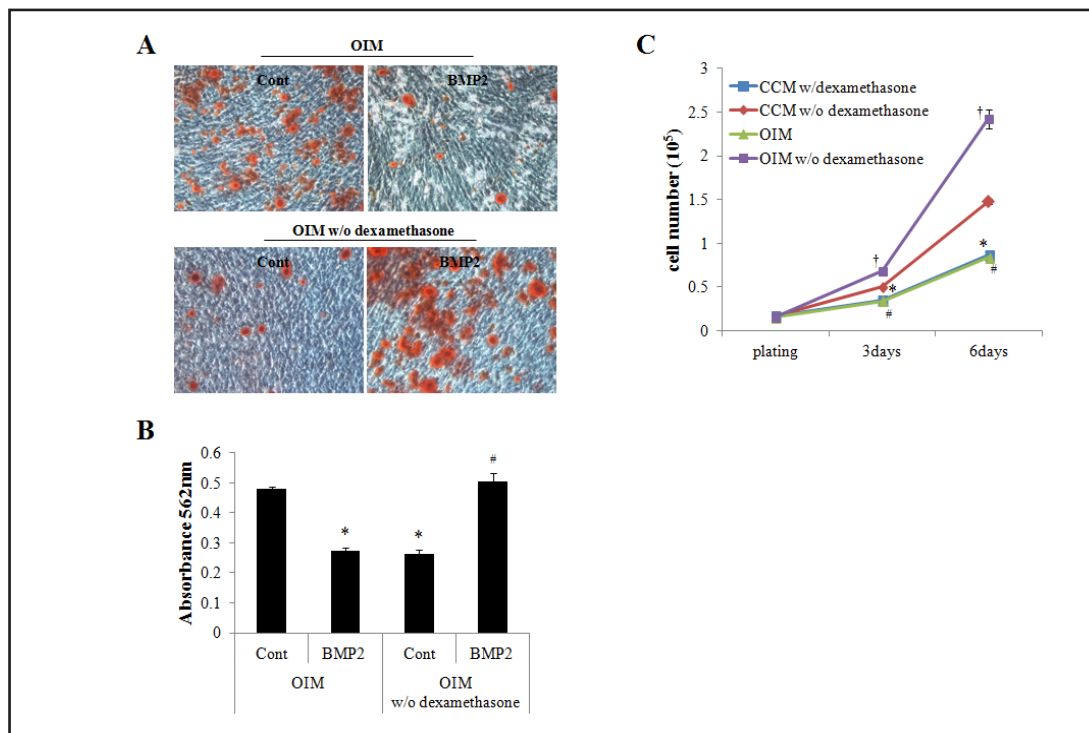 A
OIM
Cont
BMP2
OIM w/o dexamethasone
Cont
BMP2
B
Absorbance 562nm
0.6
0.5
0.4
0.3
0.2
0.1
0
*
*
#
Cont
BMP2
Cont
BMP2
OIM
OIM
w/o dexamethasone
C
cell number (10⁵)
3
2.5
2
1.5
1
0.5
0
CCM w/dexamethasone
CCM w/o dexamethasone
OIM
OIM w/o dexamethasone
†
*
#
†
*
#
plating
3days
6days